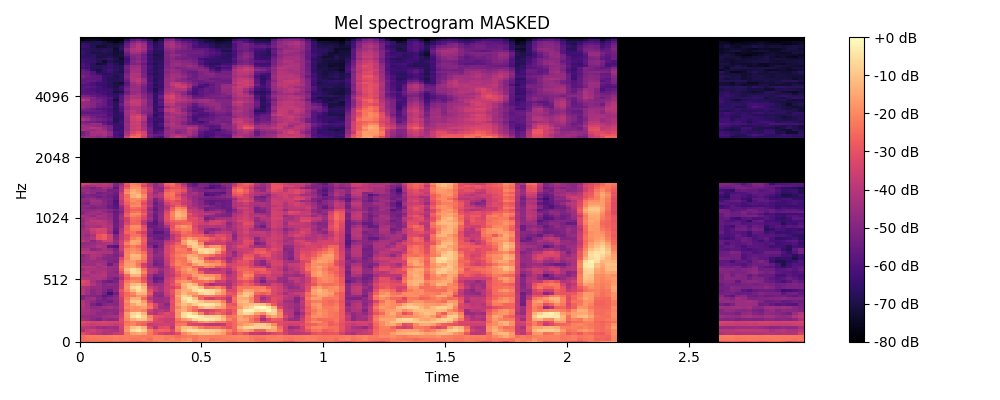 Mel spectrogram MASKED
Hz
4096
2048
1024
512
0
0
0.5
1
1.5
2
2.5
Time
+0 dB
-10 dB
-20 dB
-30 dB
-40 dB
-50 dB
-60 dB
-70 dB
-80 dB